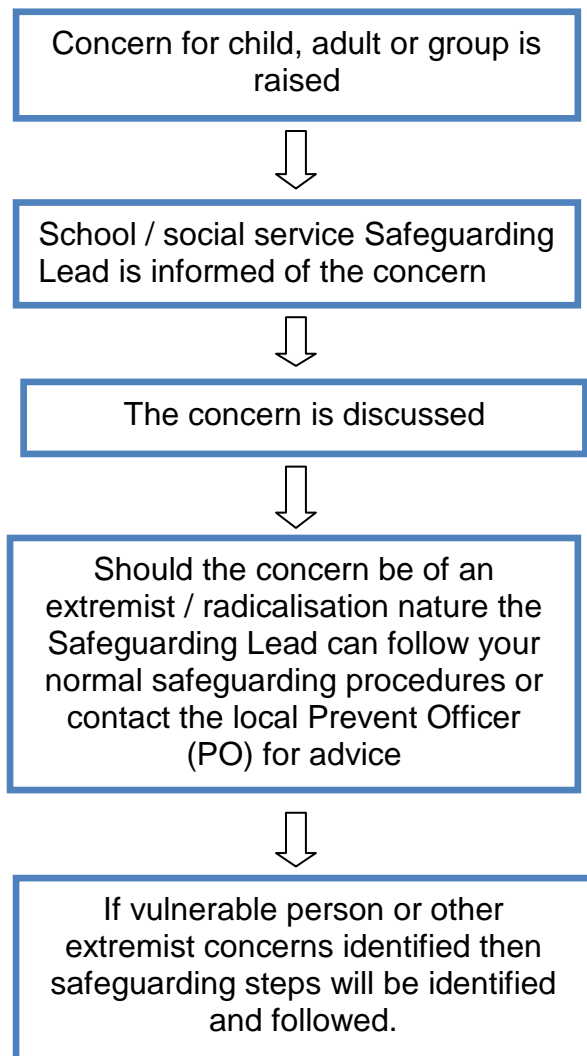 Concern for child, adult or group is
raised
School / social service Safeguarding
Lead is informed of the concern
The concern is discussed
Should the concern be of an
extremist / radicalisation nature the
Safeguarding Lead can follow your
normal safeguarding procedures or
contact the local Prevent Officer
(PO) for advice
If vulnerable person or other
extremist concerns identified then
safeguarding steps will be identified
and followed.